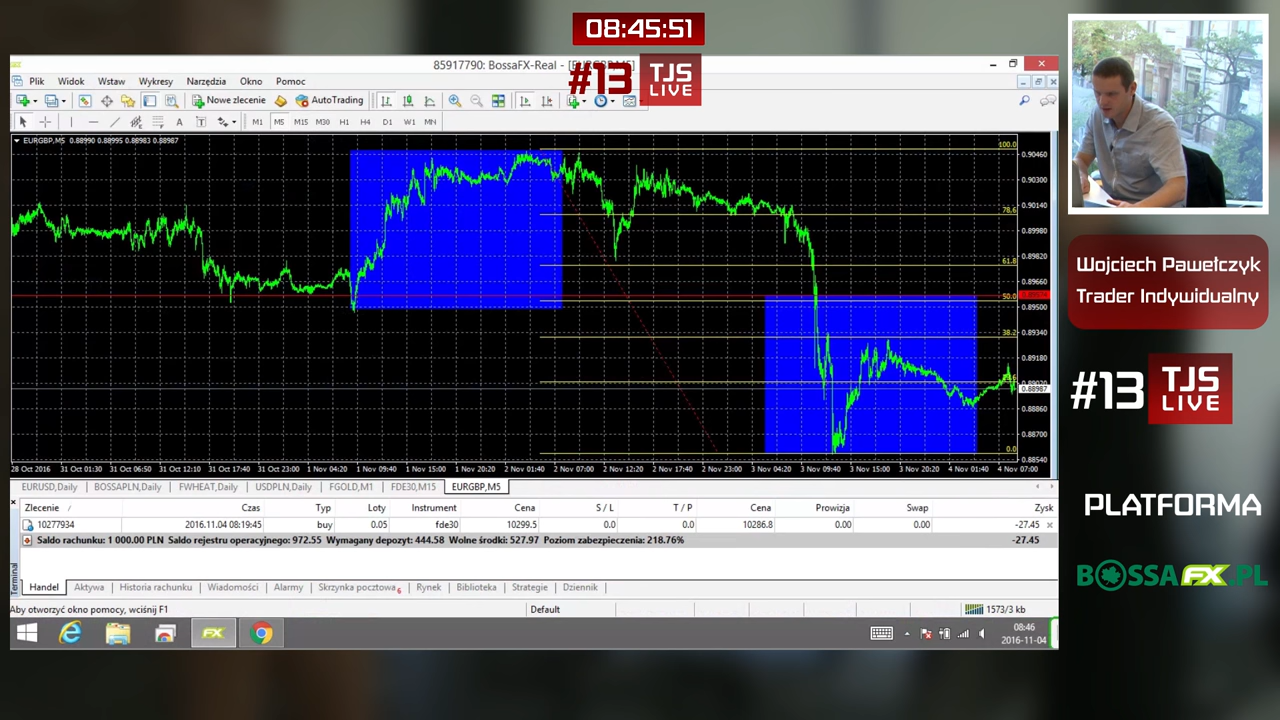 08:45:51
85917790: BossaFX-Real - [EURGBP,M5]
#13 TJS LIVE
Plik Widok Wstaw Wykresy Narzędzia Okno Pomoc
Nowe zlecenie AutoTrading
A T M1 M5 M15 M30 H1 H4 D1 W1 MN
EURGBP,M5 0.88990 0.88995 0.88983 0.88987
100.0
78.6
61.8
50.0
38.2
0.0
0.90460
0.90300
0.90140
0.89980
0.89820
0.89660
0.89500
0.89340
0.89180
0.88987
0.88860
0.88700
0.88540
28 Oct 2016 31 Oct 01:30 31 Oct 06:50 31 Oct 12:10 31 Oct 17:40 31 Oct 23:00 1 Nov 04:20 1 Nov 09:40 1 Nov 15:00 1 Nov 20:20 2 Nov 01:40 2 Nov 07:00 2 Nov 12:20 2 Nov 17:40 2 Nov 23:00 3 Nov 04:20 3 Nov 09:40 3 Nov 15:00 3 Nov 20:20 4 Nov 01:40 4 Nov 07:00
EURUSD,Daily BOSSAPLN,Daily FWHEAT,Daily USDPLN,Daily FGOLD,M1 FDE30,M15 EURGBP,M5
Zlecenie / Czas Typ Loty Instrument Cena S / L T / P Cena Prowizja Swap Zysk
10277934 2016.11.04 08:19:45 buy 0.05 fde30 10299.5 0.0 0.0 10286.8 0.00 0.00 -27.45
Saldo rachunku: 1 000.00 PLN Saldo rejestru operacyjnego: 972.55 Wymagany depozyt: 444.58 Wolne środki: 527.97 Poziom zabezpieczenia: 218.76% -27.45
Terminal
Handel Aktywa Historia rachunku Wiadomości Alarmy Skrzynka pocztowa 6 Rynek Biblioteka Strategie Dziennik
Aby otworzyć okno pomocy, wciśnij F1 Default 1573/3 kb
FX
08:46
2016-11-04
Wojciech Pawełczyk
Trader Indywidualny
#13 TJS LIVE
PLATFORMA
BOSSAFX.PL